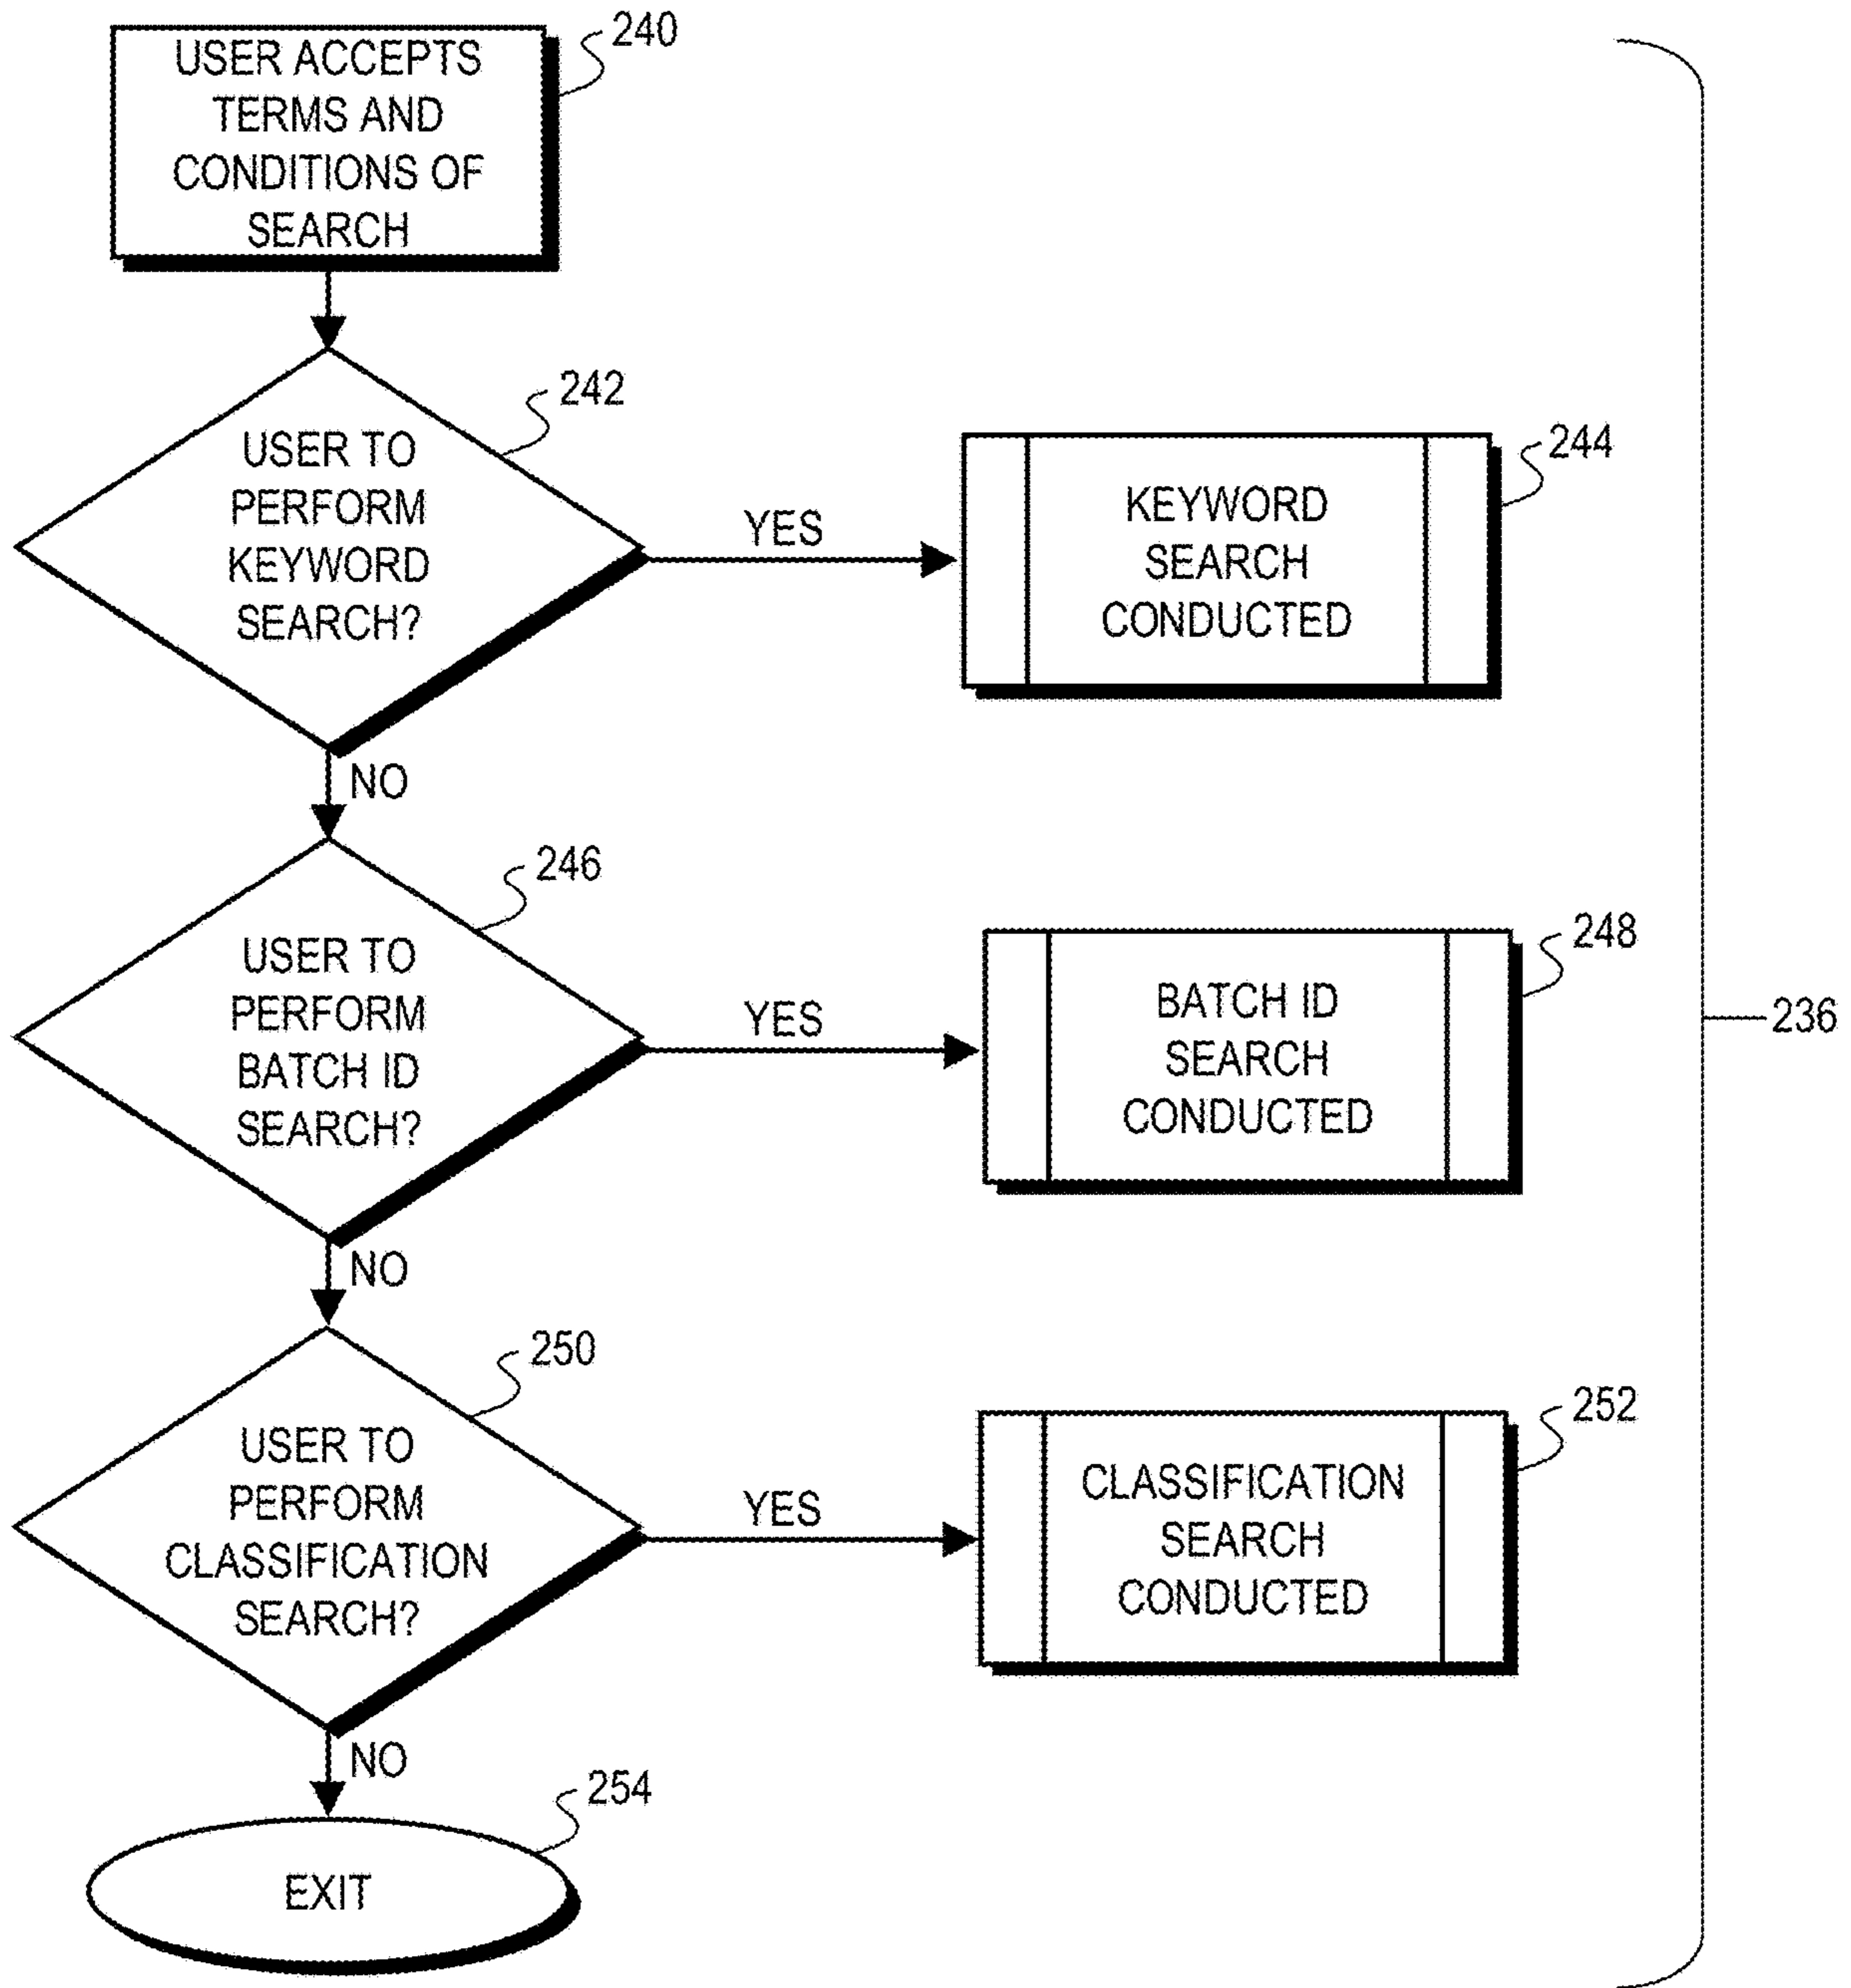 USER ACCEPTS
TERMS AND
CONDITIONS OF
SEARCH
240
USER TO
PERFORM
KEYWORD
SEARCH?
242
YES
KEYWORD
SEARCH
CONDUCTED
244
NO
USER TO
PERFORM
BATCH ID
SEARCH?
246
YES
BATCH ID
SEARCH
CONDUCTED
248
236
NO
USER TO
PERFORM
CLASSIFICATION
SEARCH?
250
YES
CLASSIFICATION
SEARCH
CONDUCTED
252
NO
EXIT
254